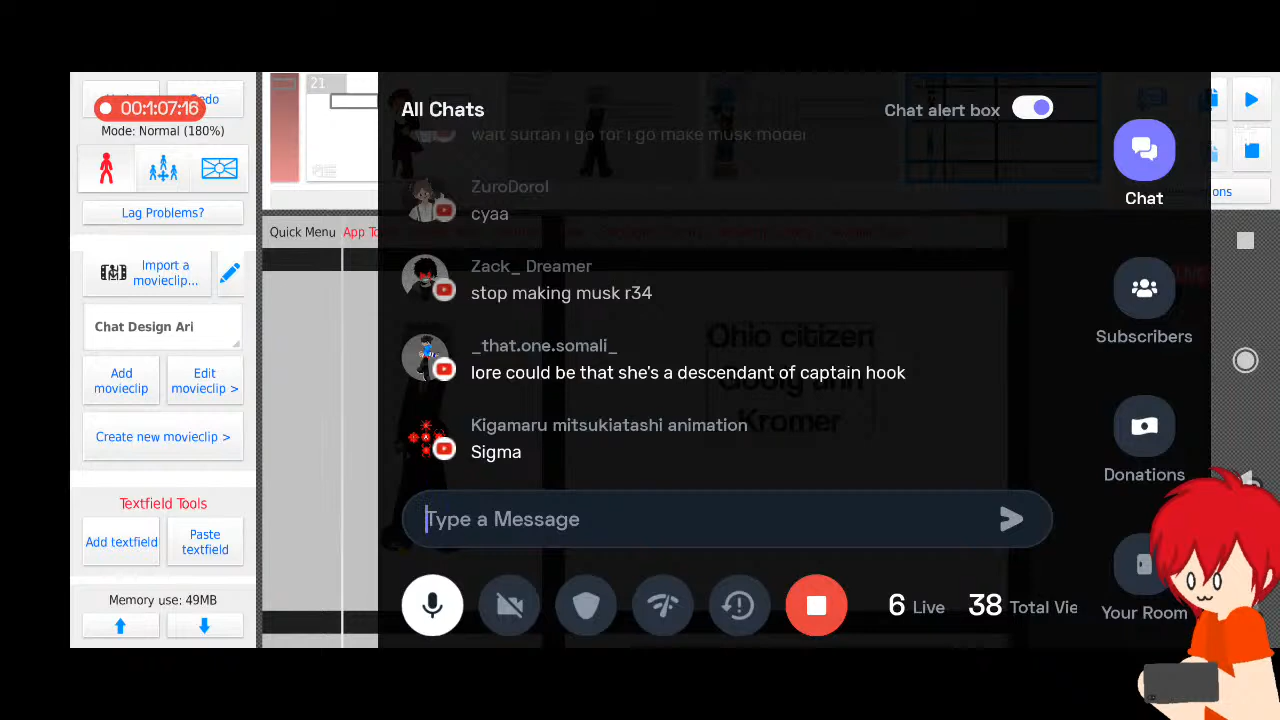 00:1:07:16
Mode: Normal (180%)
Lag Problems?
Import a
movieclip...
Chat Design Ari
Add
movieclip
Edit
movieclip >
Create new movieclip >
Textfield Tools
Add textfield
Paste
textfield
Memory use: 49MB
21
Quick Menu
All Chats
Chat alert box
wait sultan i go for i go make musk model
ZuroDorol
cyaa
Zack_ Dreamer
stop making musk r34
_that.one.somali_
lore could be that she's a descendant of captain hook
Kigamaru mitsukiatashi animation
Sigma
Ohio citizen
Kromer
Type a Message
6 Live
38 Total Vie
Chat
Subscribers
Donations
Your Room